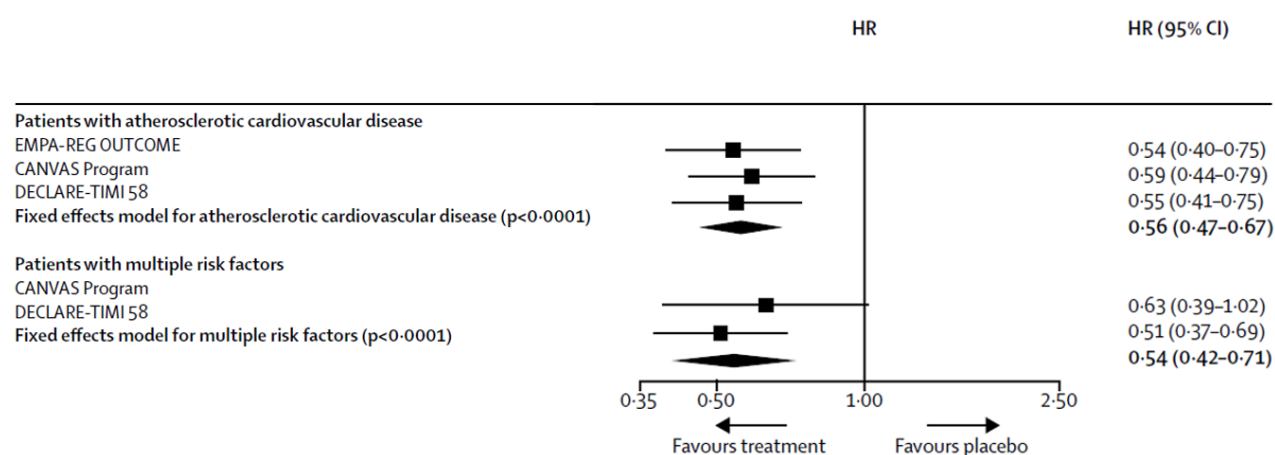 HR HR (95% CI)
Patients with atherosclerotic cardiovascular disease
EMPA-REG OUTCOME 0·54 (0·40–0·75)
CANVAS Program 0·59 (0·44–0·79)
DECLARE-TIMI 58 0·55 (0·41–0·75)
Fixed effects model for atherosclerotic cardiovascular disease (p<0·0001) 0·56 (0·47–0·67)
Patients with multiple risk factors
CANVAS Program 0·63 (0·39–1·02)
DECLARE-TIMI 58 0·51 (0·37–0·69)
Fixed effects model for multiple risk factors (p<0·0001) 0·54 (0·42–0·71)
0·35 0·50 1·00 2·50
Favours treatment Favours placebo